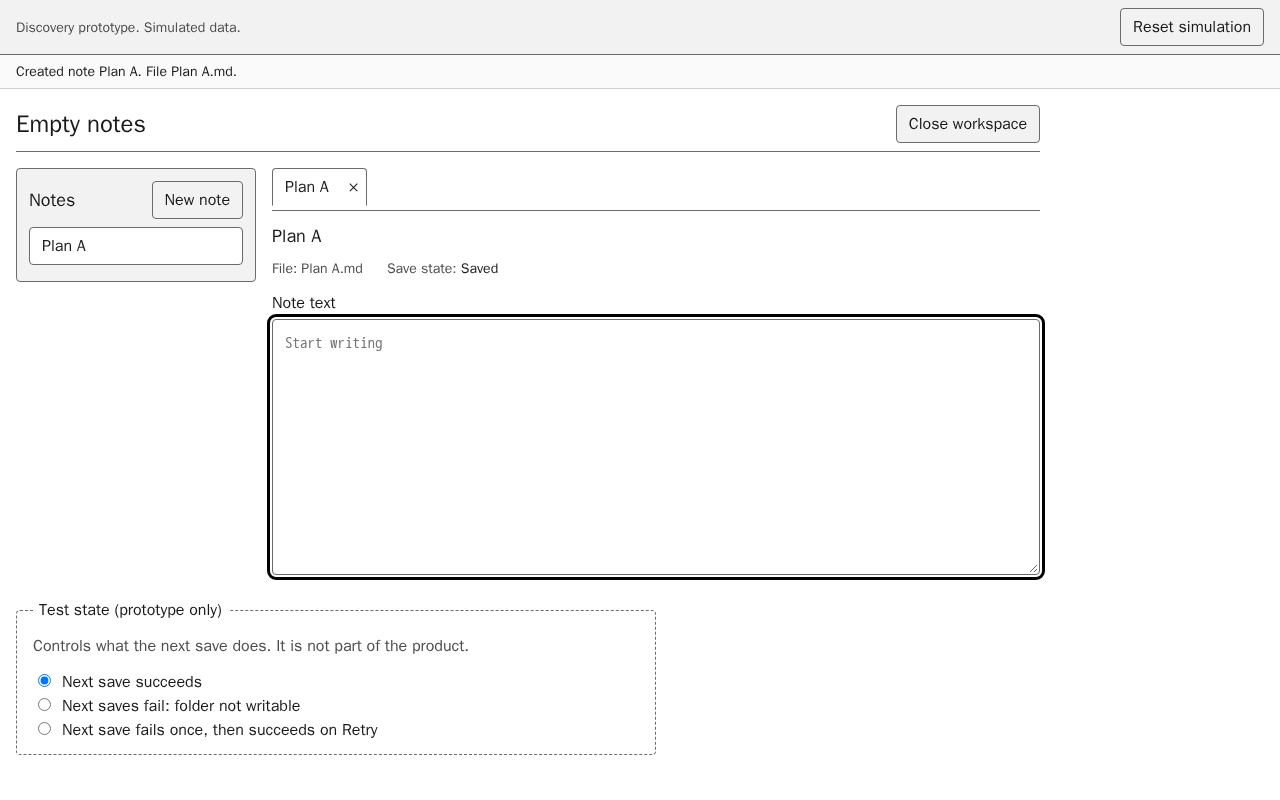 Discovery prototype. Simulated data.
Reset simulation
Created note Plan A. File Plan A.md.
Empty notes
Close workspace
Notes
New note
Plan A
Plan A ×
Plan A
File: Plan A.md Save state: Saved
Note text
Start writing
Test state (prototype only)
Controls what the next save does. It is not part of the product.
Next save succeeds
Next saves fail: folder not writable
Next save fails once, then succeeds on Retry